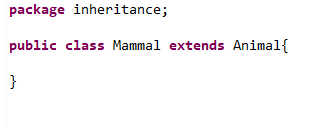 package inheritance;
public class Mammal extends Animal{
}